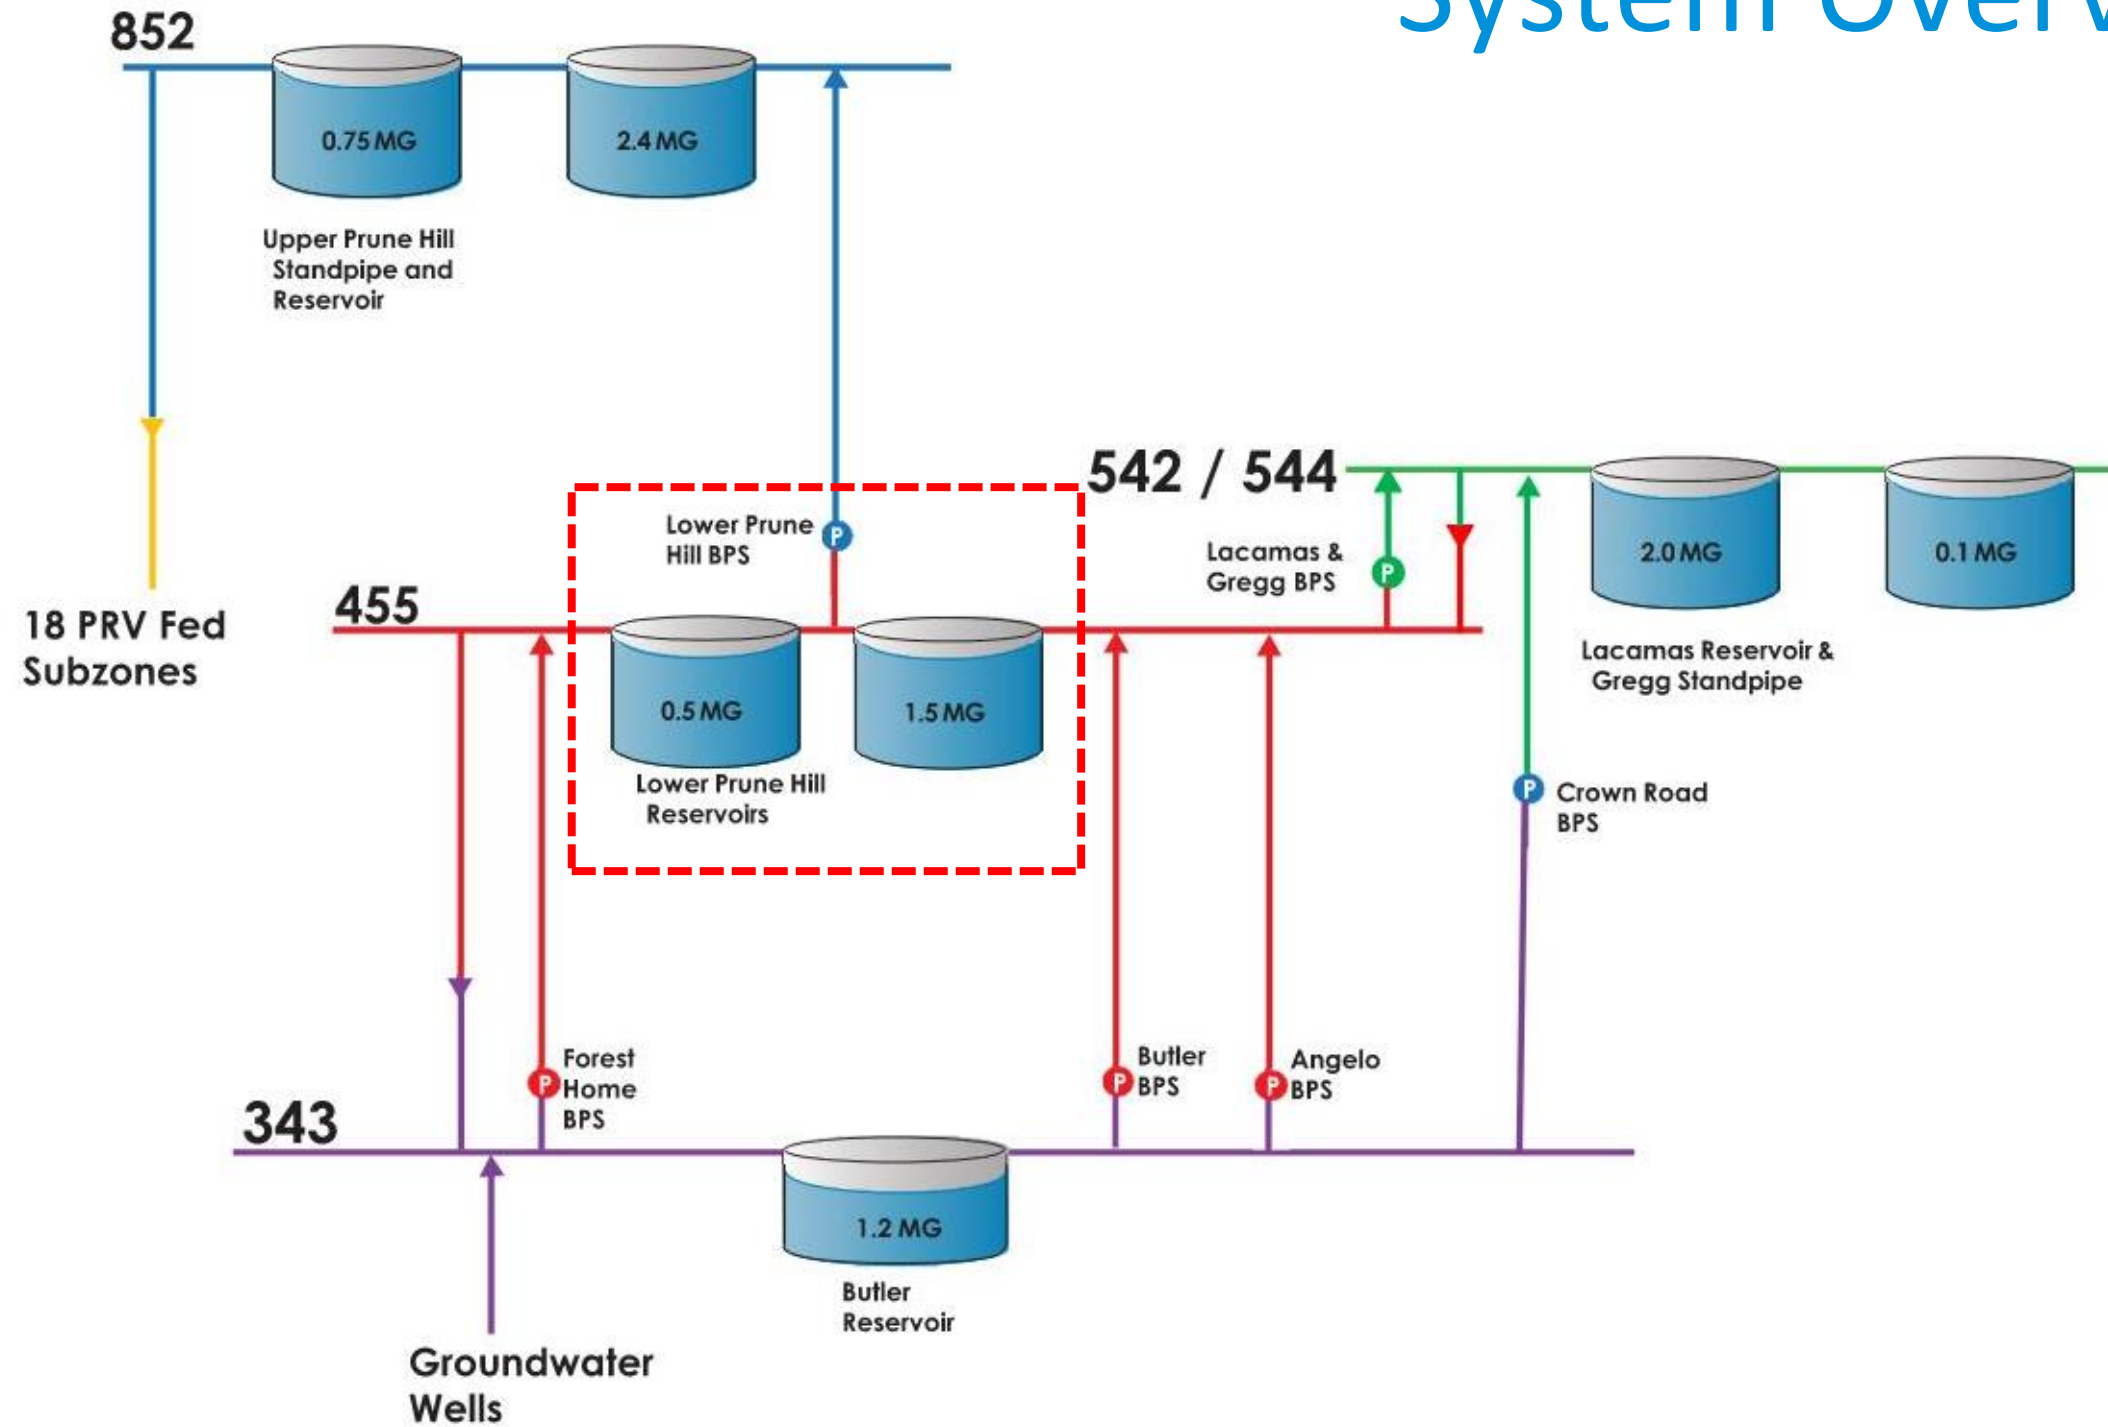 System Overv
852
0.75 MG
2.4 MG
Upper Prune Hill
Standpipe and
Reservoir
18 PRV Fed
Subzones
542 / 544
Lower Prune
Hill BPS
P
Lacamas &
Gregg BPS
P
2.0 MG
0.1 MG
Lacamas Reservoir &
Gregg Standpipe
455
0.5 MG
1.5 MG
Lower Prune Hill
Reservoirs
P
Crown Road
BPS
P
Forest
Home
BPS
P
Butler
BPS
P
Angelo
BPS
343
1.2 MG
Butler
Reservoir
Groundwater
Wells